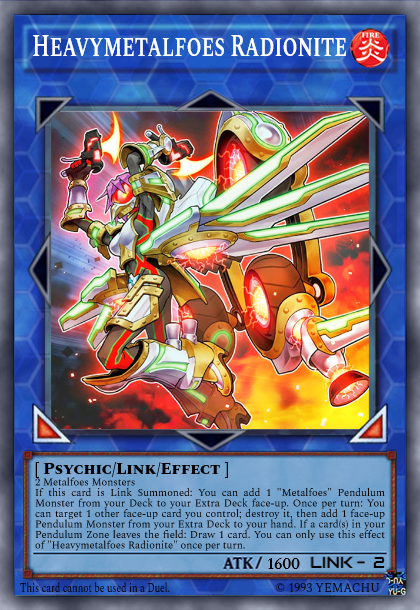 HEAVYMETALFOES RADIONITE
FIRE
炎
[ PSYCHIC/LINK/EFFECT ]
2 Metalfoes Monsters
If this card is Link Summoned: You can add 1 "Metalfoes" Pendulum
Monster from your Deck to your Extra Deck face-up. Once per turn: You
can target 1 other face-up card you control; destroy it, then add 1 face-up
Pendulum Monster from your Extra Deck to your hand. If a card(s) in your
Pendulum Zone leaves the field: Draw 1 card. You can only use this effect
of "Heavymetalfoes Radionite" once per turn.
ATK / 1600 LINK - 2
This card cannot be used in a Duel. ©1993 YEMACHU